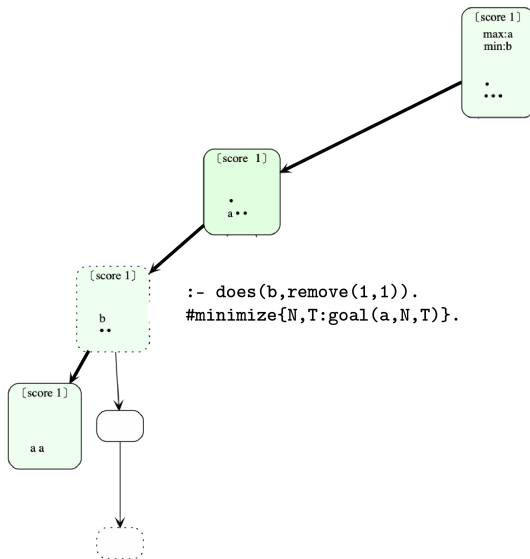 〔score 1〕
max:a
min:b
〔score 1〕
a
〔score 1〕
b
:- does(b,remove(1,1)).
#minimize{N,T:goal(a,N,T)}.
〔score 1〕
a a